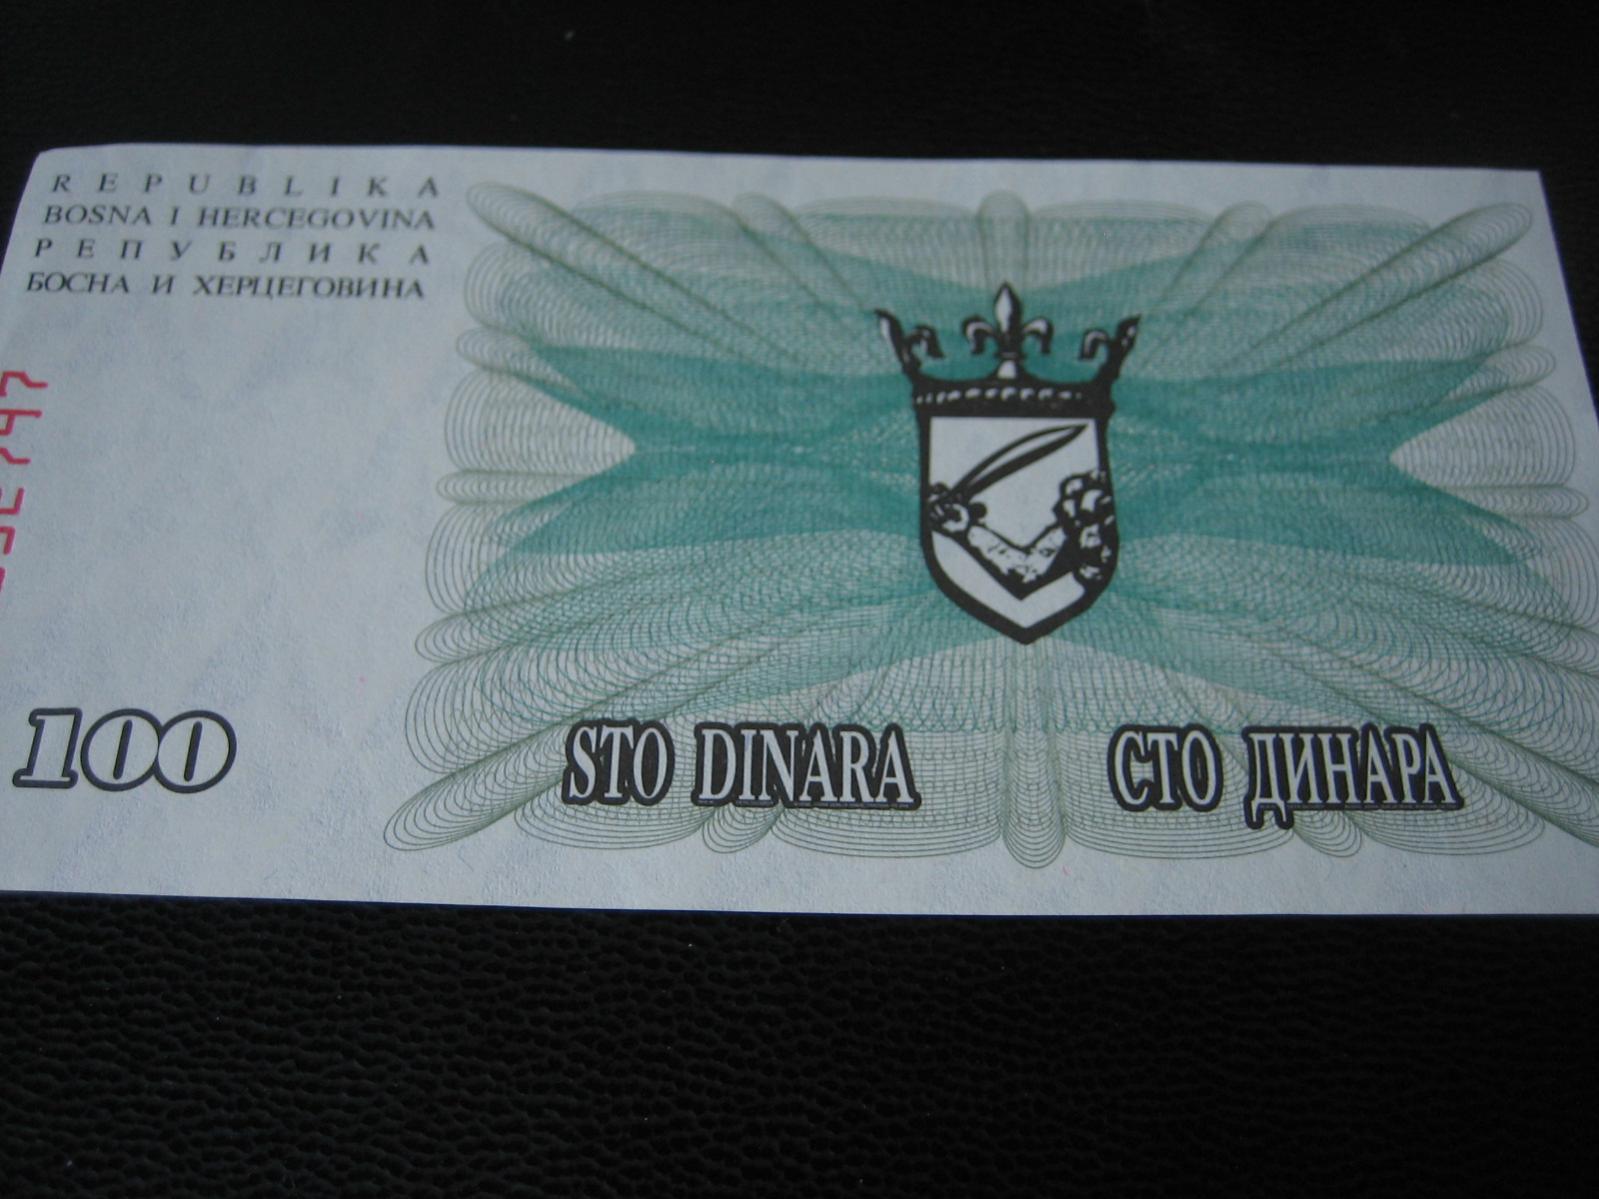 REPUBLIKA
BOSNA I HERCEGOVINA
РЕПУБЛИКА
БОСНА И ХЕРЦЕГОВИНА
100
STO DINARA
СТО ДИНАРА